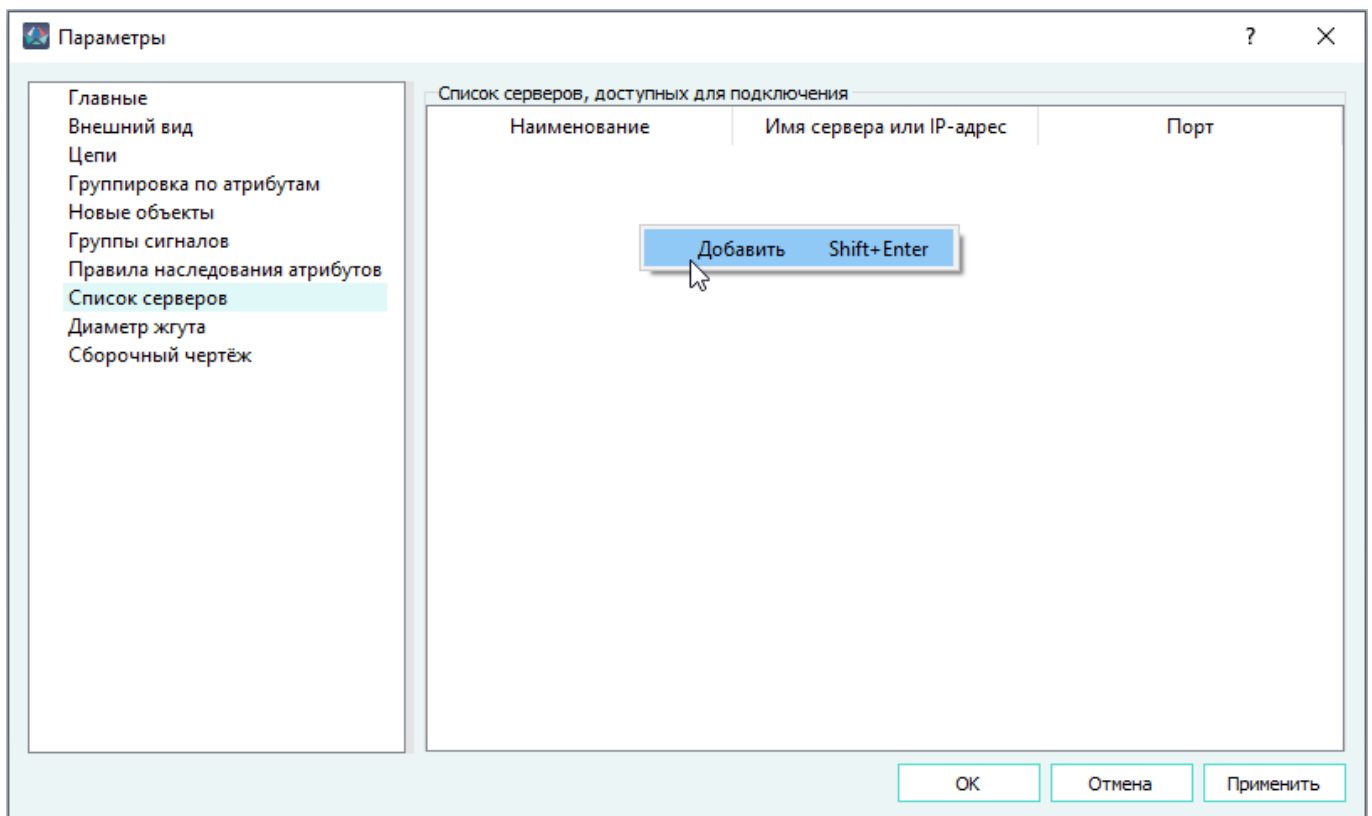 Параметры
?
Главные
Внешний вид
Цепи
Группировка по атрибутам
Новые объекты
Группы сигналов
Правила наследования атрибутов
Список серверов
Диаметр жгута
Сборочный чертёж
Список серверов, доступных для подключения
Наименование Имя сервера или IP-адрес Порт
Добавить Shift+Enter
OK Отмена Применить